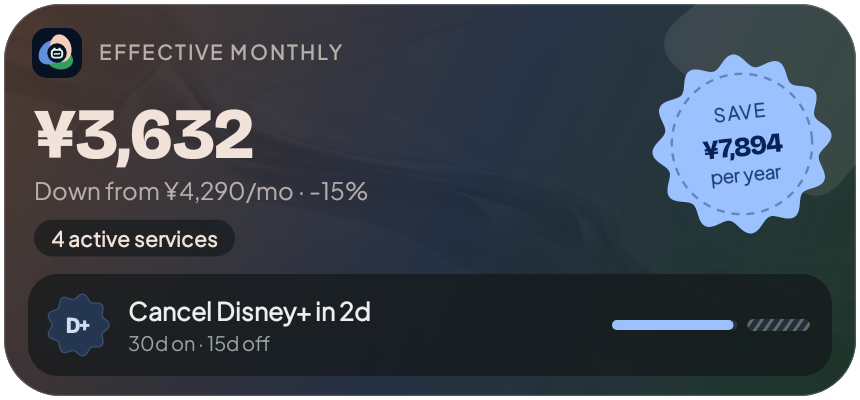 EFFECTIVE MONTHLY
¥3,632
Down from ¥4,290/mo · -15%
4 active services
SAVE
¥7,894
per year
D+
Cancel Disney+ in 2d
30d on · 15d off